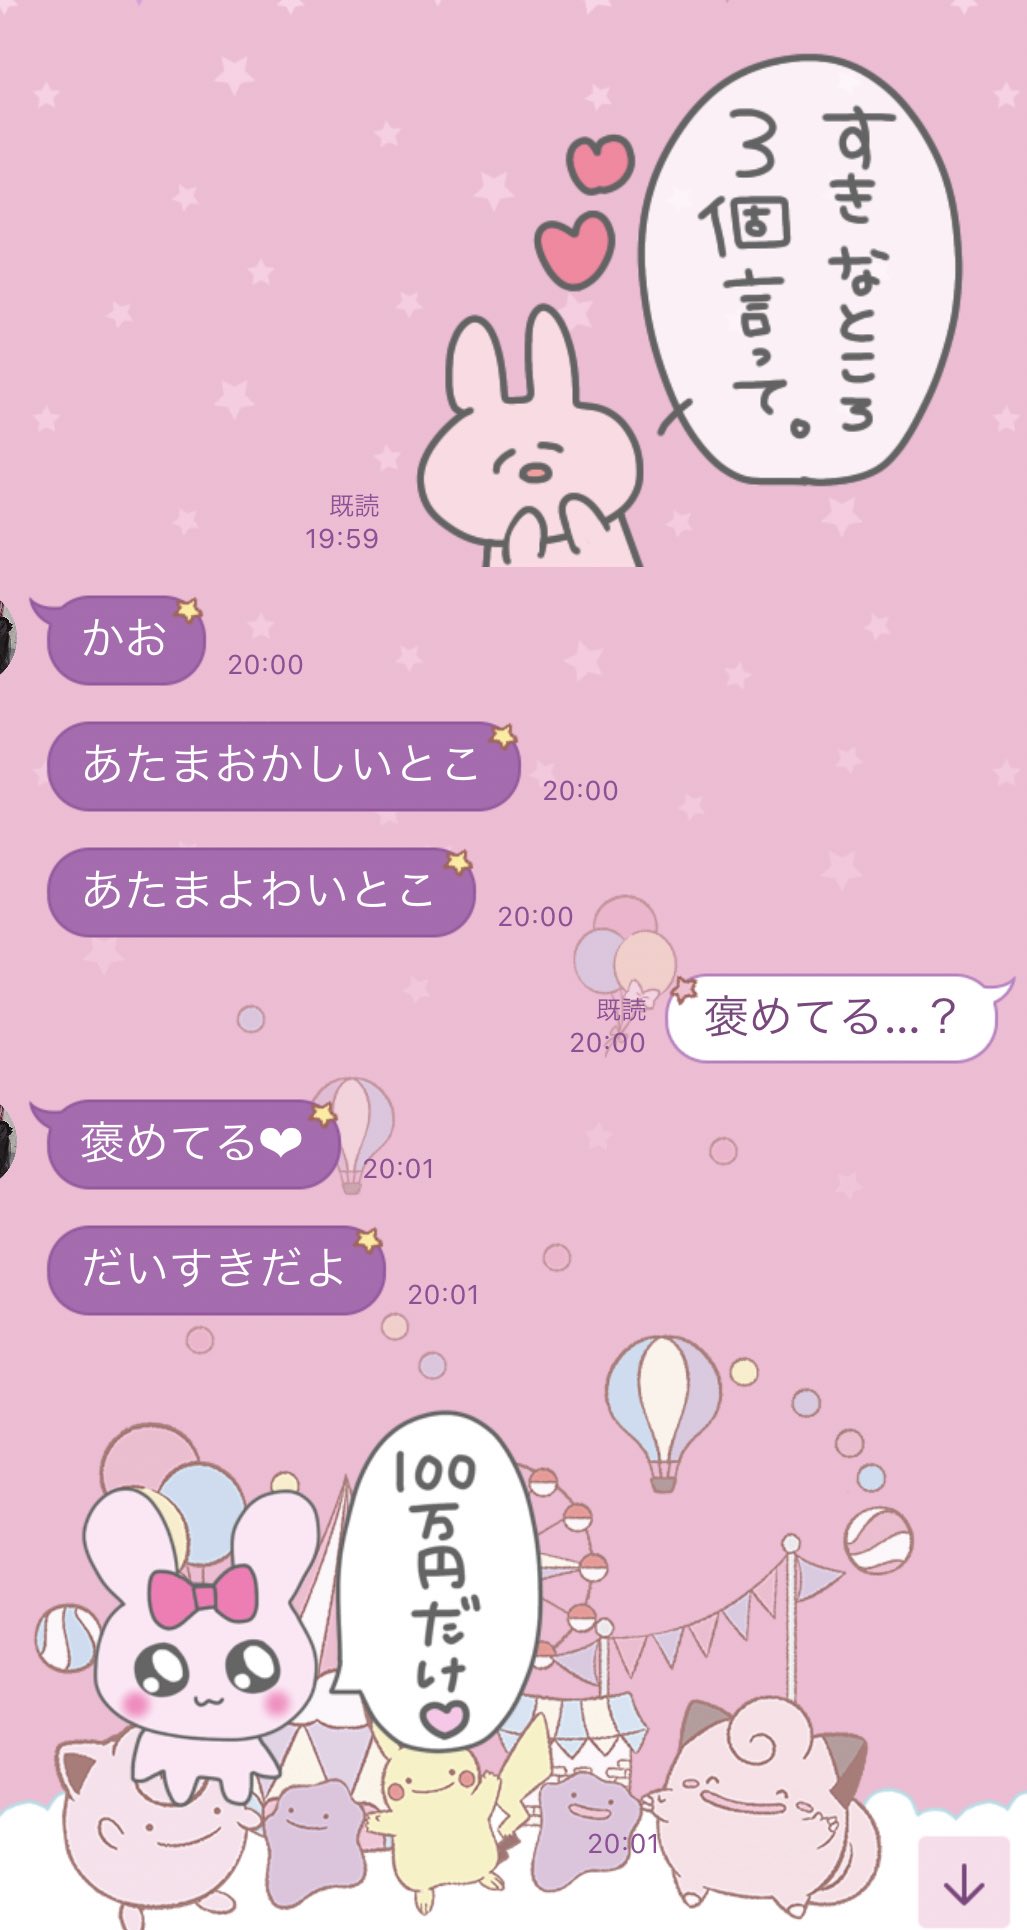 すきなところ
3個言って。
既読
19:59
かお
20:00
あたまおかしいとこ
20:00
あたまよわいとこ
20:00
褒めてる...？
既読
20:00
褒めてる❤
20:01
だいすきだよ
20:01
100万円だけ♡
20:01